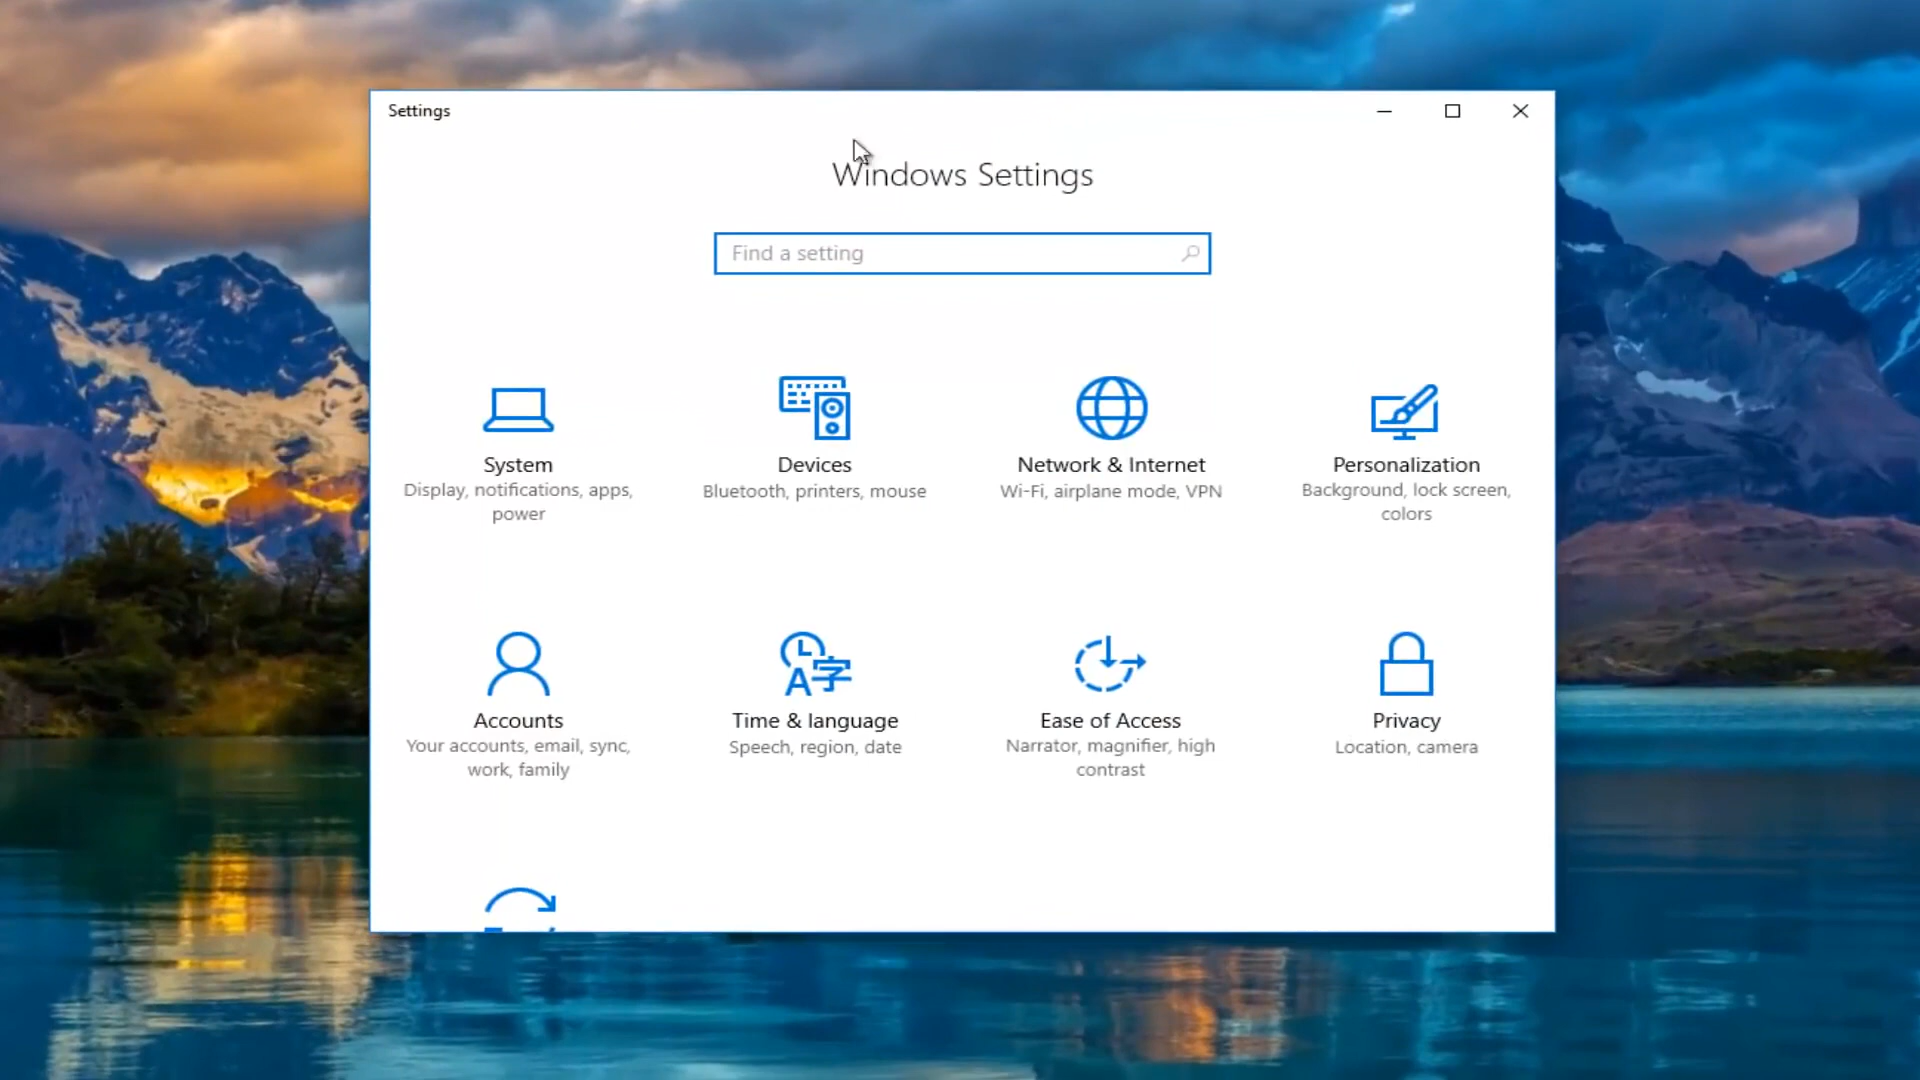 Settings
Windows Settings
Find a setting
System
Display, notifications, apps,
power
Devices
Bluetooth, printers, mouse
Network & Internet
Wi-Fi, airplane mode, VPN
Personalization
Background, lock screen,
colors
Accounts
Your accounts, email, sync,
work, family
Time & language
Speech, region, date
Ease of Access
Narrator, magnifier, high
contrast
Privacy
Location, camera